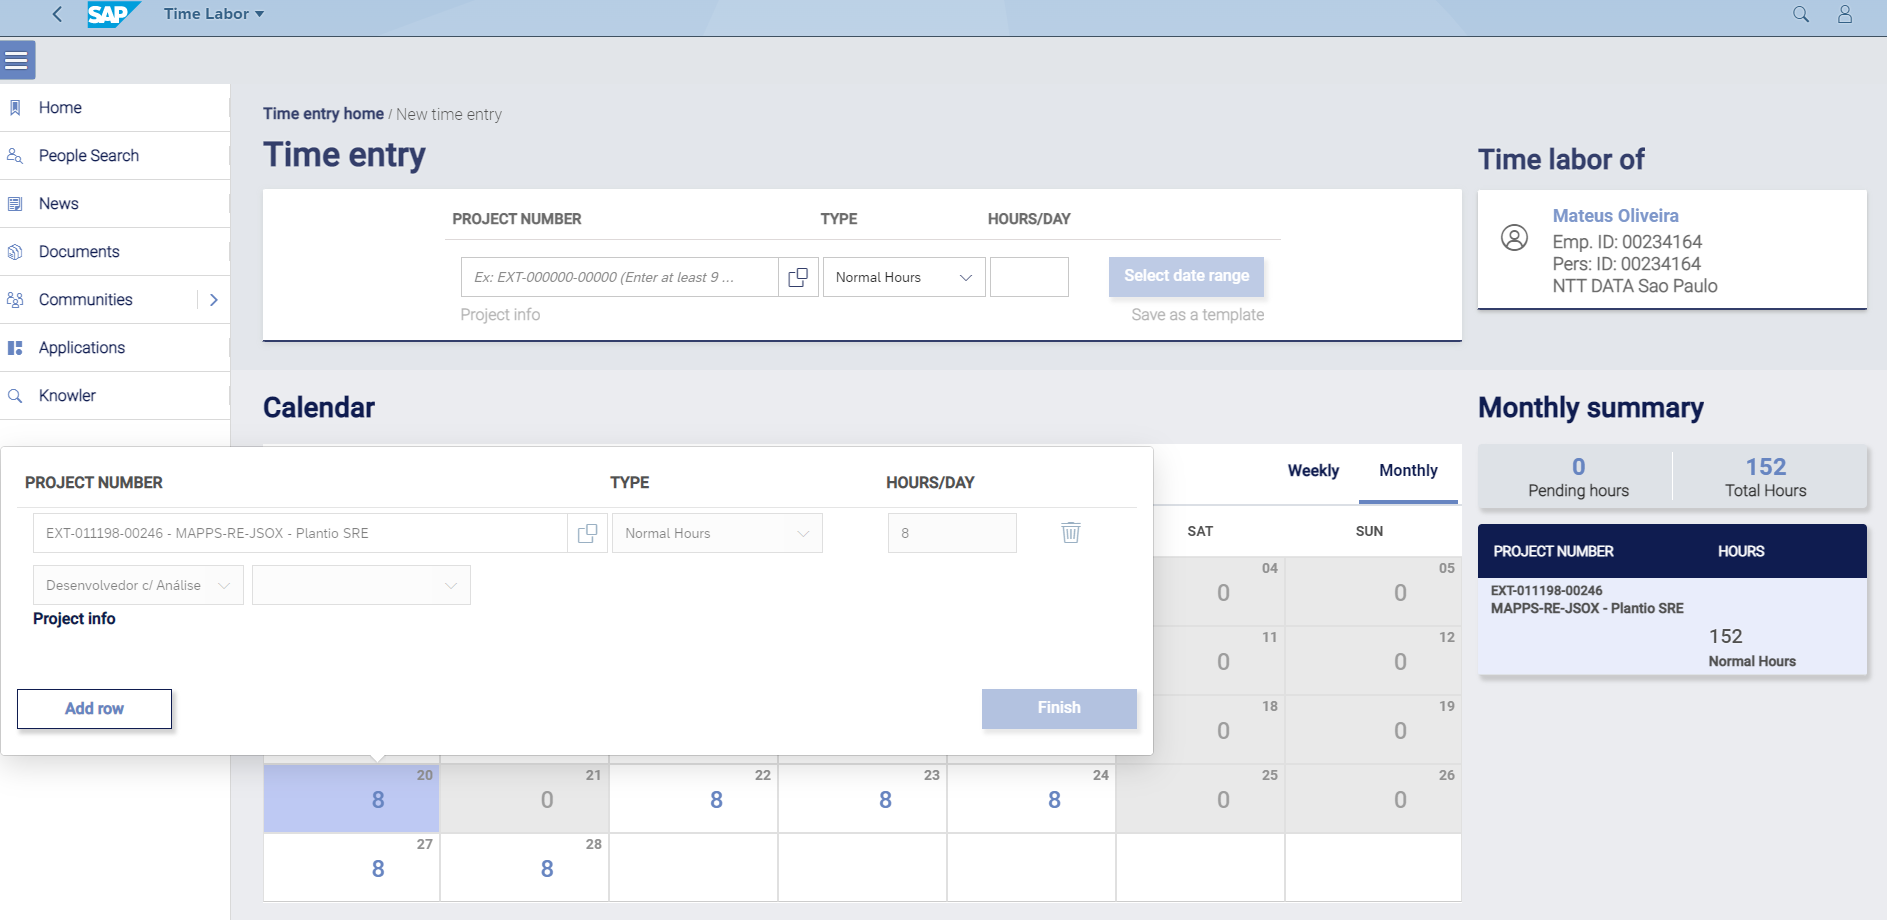 SAP Time Labor
Home
People Search
News
Documents
Communities
Applications
Knowler
Time entry home / New time entry
Time entry
PROJECT NUMBER TYPE HOURS/DAY
Ex: EXT-000000-00000 (Enter at least 9 ... Normal Hours Select date range
Project info Save as a template
Time labor of
Mateus Oliveira
Emp. ID: 00234164
Pers: ID: 00234164
NTT DATA Sao Paulo
Calendar
Weekly Monthly
SAT SUN
04 05
0 0
11 12
0 0
18 19
0 0
20 21 22 23 24 25 26
8 0 8 8 8 0 0
27 28
8 8
PROJECT NUMBER TYPE HOURS/DAY
EXT-011198-00246 - MAPPS-RE-JSOX - Plantio SRE Normal Hours 8
Desenvolvedor c/ Análise
Project info
Add row Finish
Monthly summary
0 152
Pending hours Total Hours
PROJECT NUMBER HOURS
EXT-011198-00246
MAPPS-RE-JSOX - Plantio SRE
152
Normal Hours